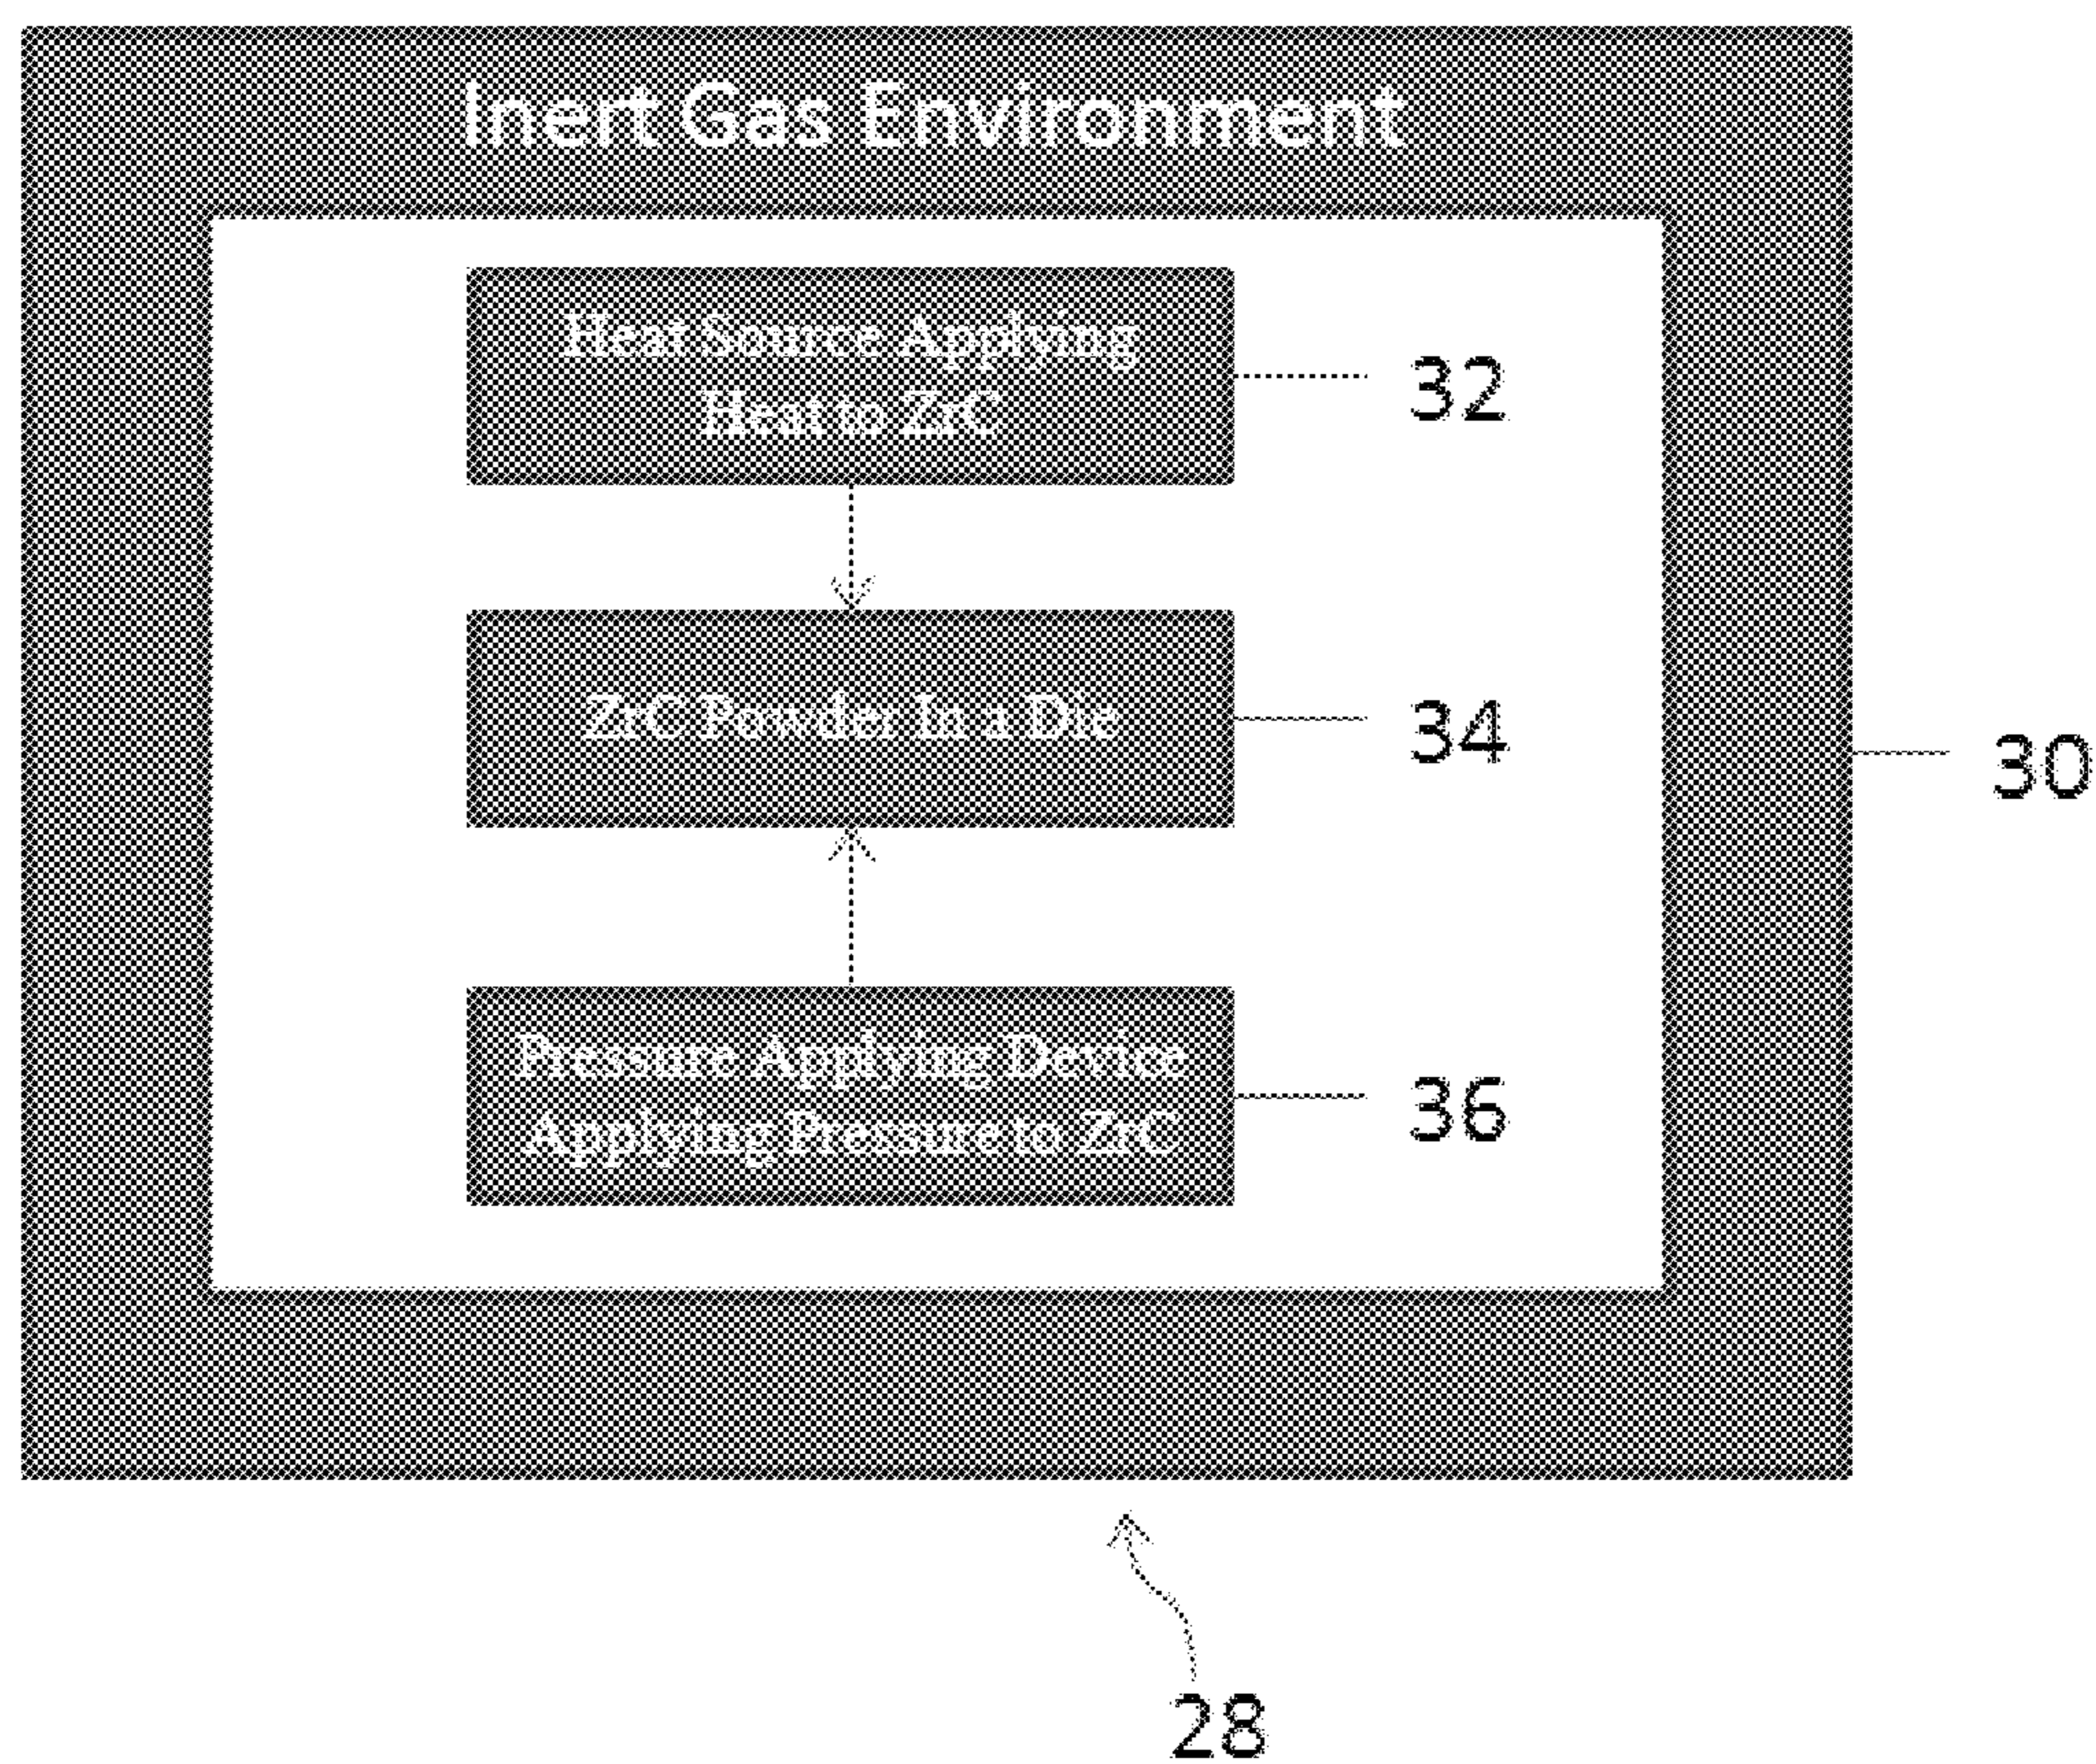 Inert Gas Environment
Heat Source Applying
Heat to ZrC
32
ZrC Powder In a Die
34
30
Pressure Applying Device
Applying Pressure to ZrC
36
28